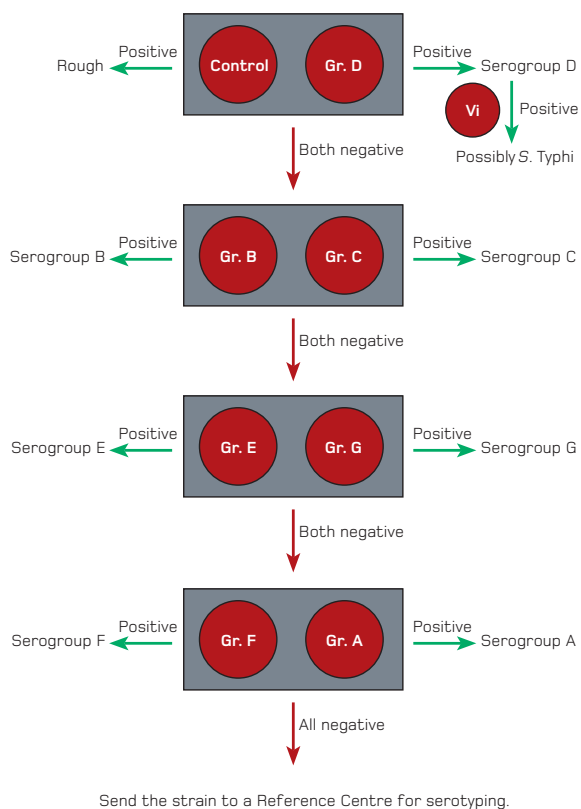 Positive
Rough
Control
Gr. D
Positive
Serogroup D
Vi
Positive
Possibly S. Typhi
Both negative
Positive
Serogroup B
Gr. B
Gr. C
Positive
Serogroup C
Both negative
Positive
Serogroup E
Gr. E
Gr. G
Positive
Serogroup G
Both negative
Positive
Serogroup F
Gr. F
Gr. A
Positive
Serogroup A
All negative
Send the strain to a Reference Centre for serotyping.